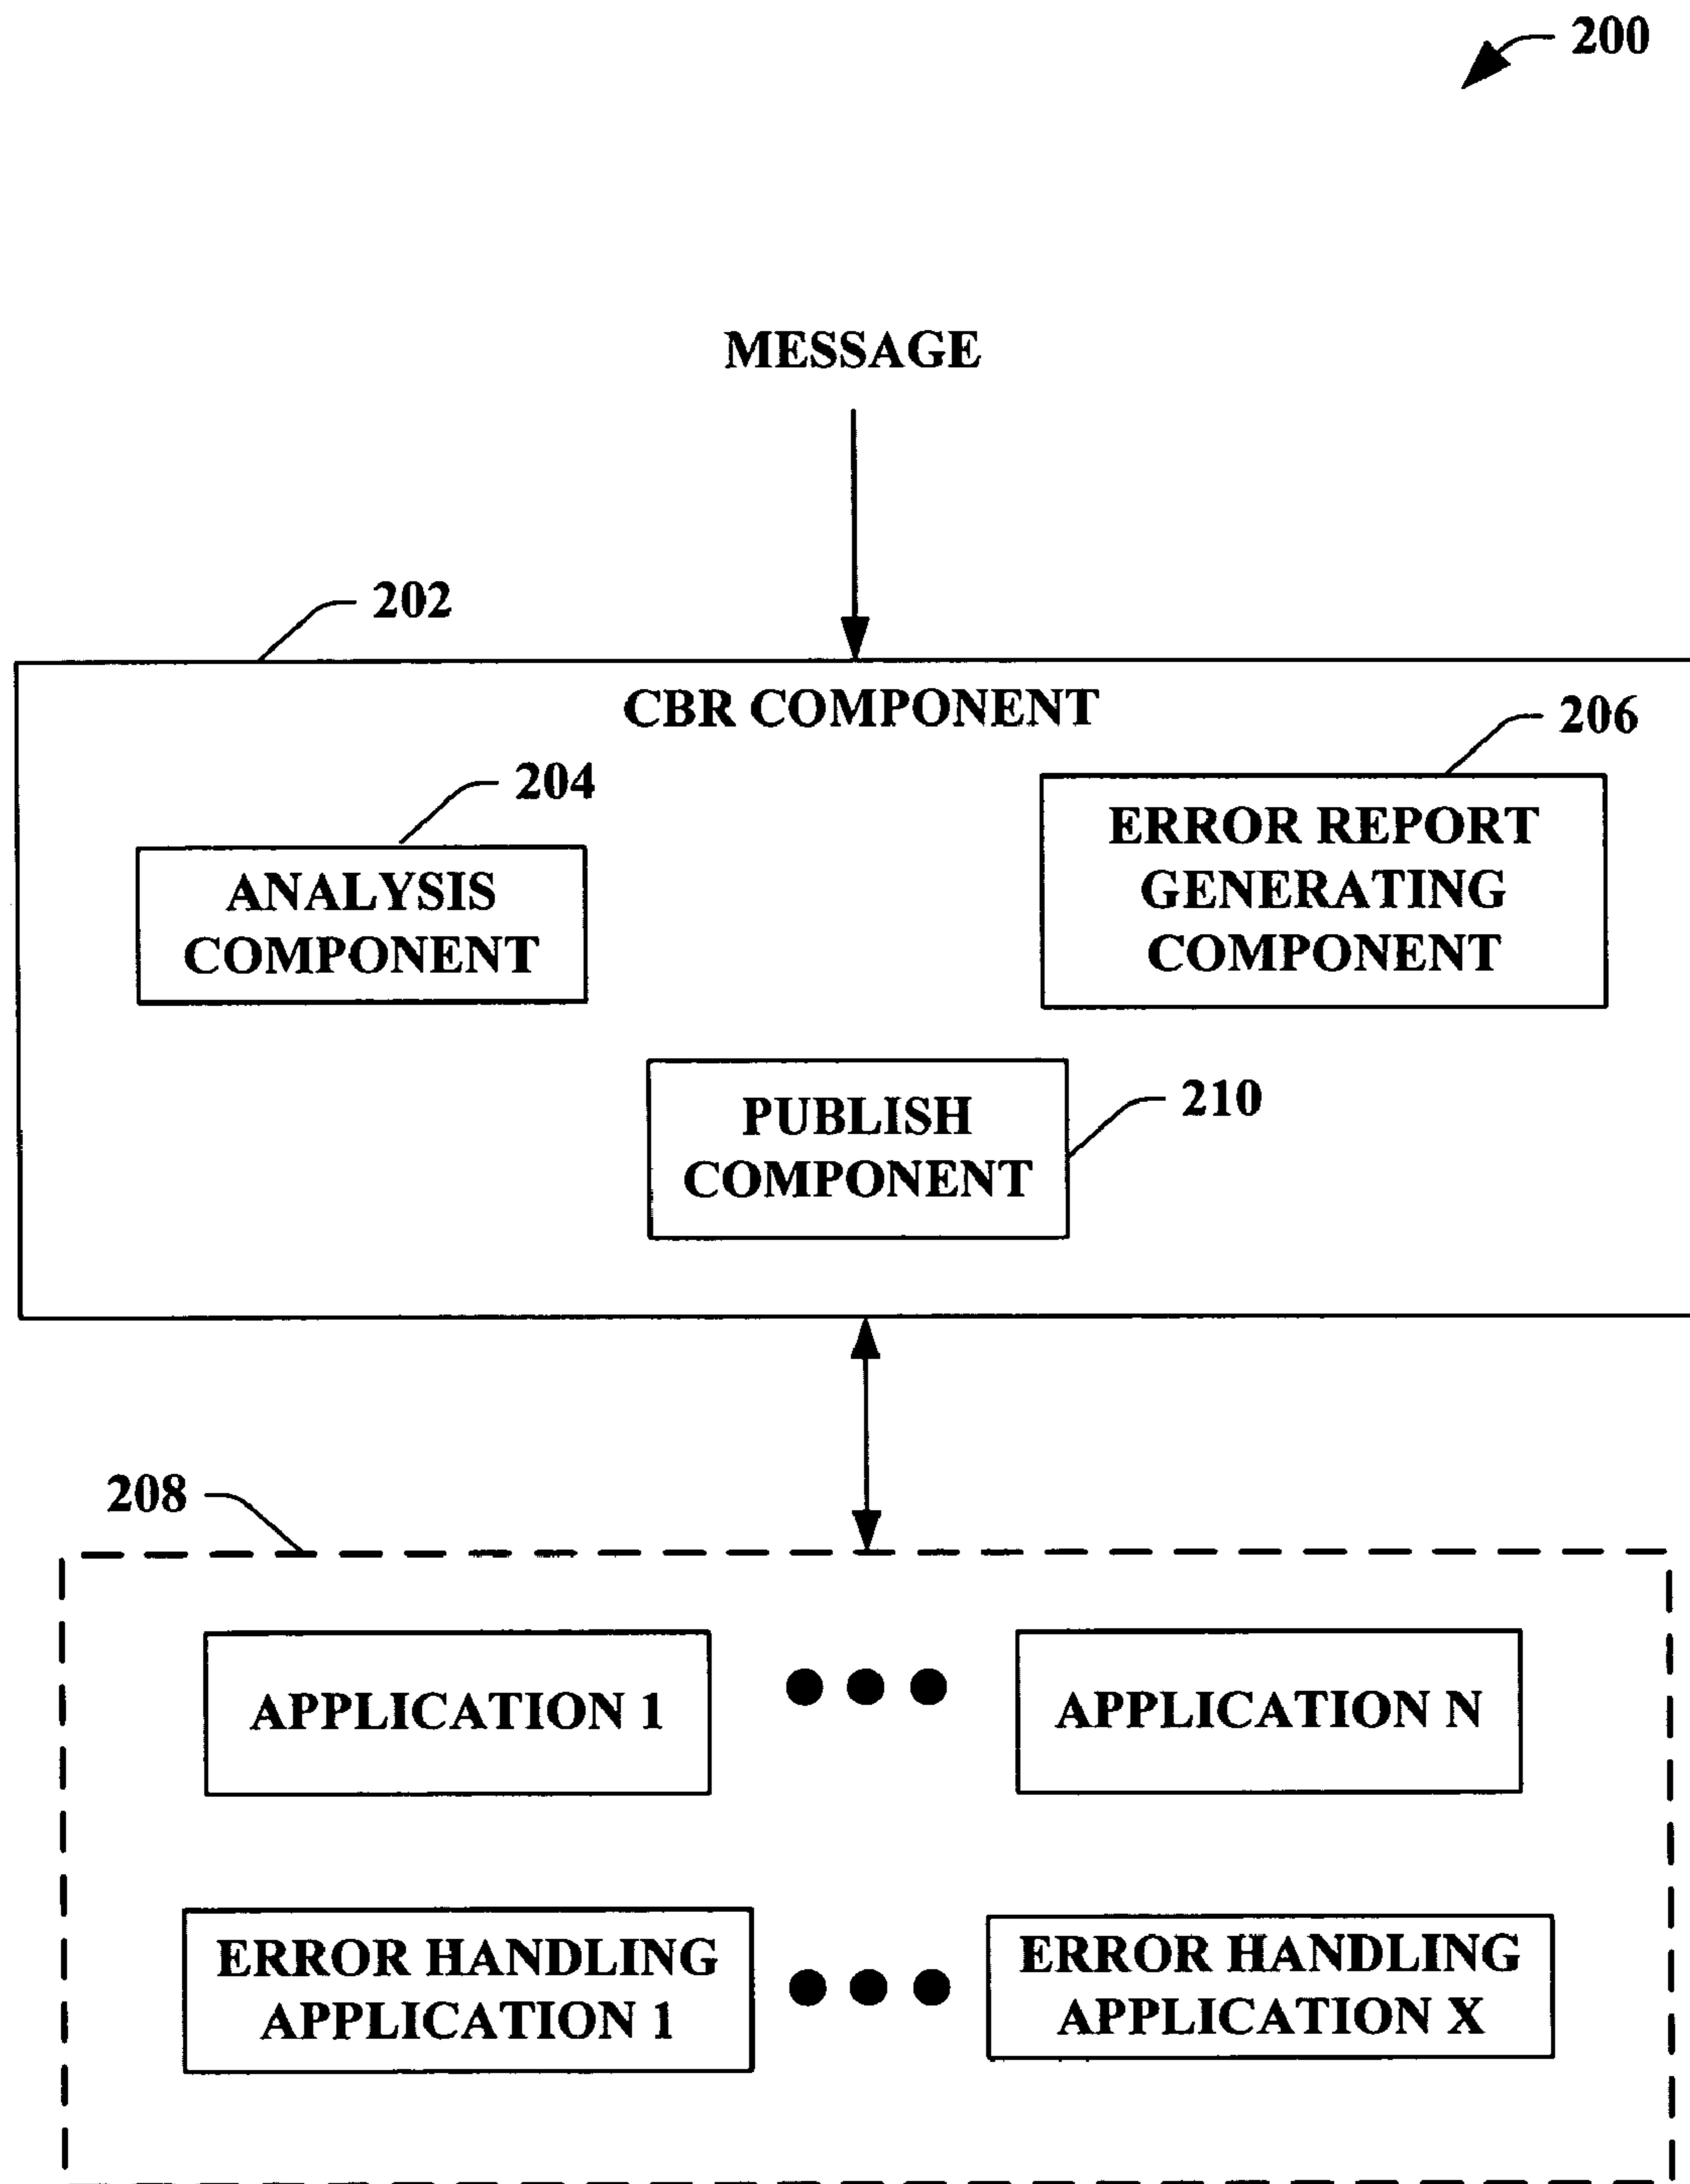 200
MESSAGE
202
CBR COMPONENT
206
204
ERROR REPORT
GENERATING
COMPONENT
ANALYSIS
COMPONENT
PUBLISH
COMPONENT
210
208
APPLICATION 1
APPLICATION N
ERROR HANDLING
APPLICATION 1
ERROR HANDLING
APPLICATION X